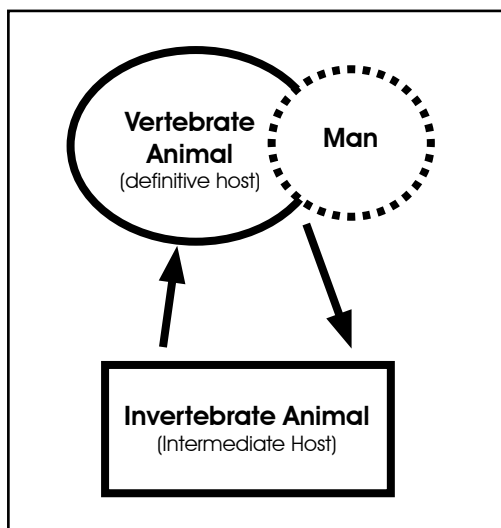 Vertebrate
Animal
(definitive host)
Man
Invertebrate Animal
(Intermediate Host)